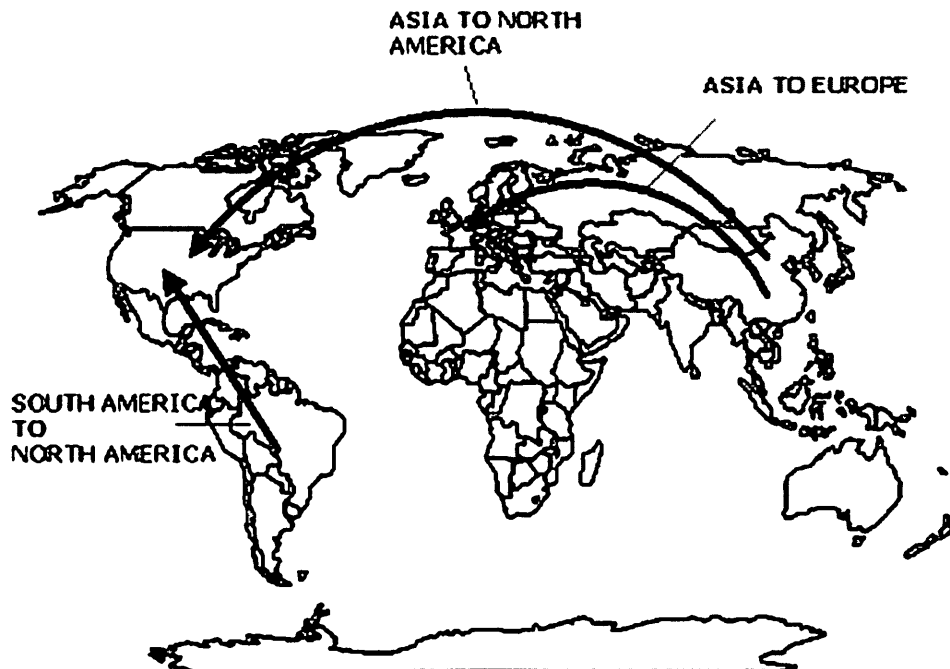 ASIA TO NORTH
AMERICA
ASIA TO EUROPE
SOUTH AMERICA
TO
NORTH AMERICA